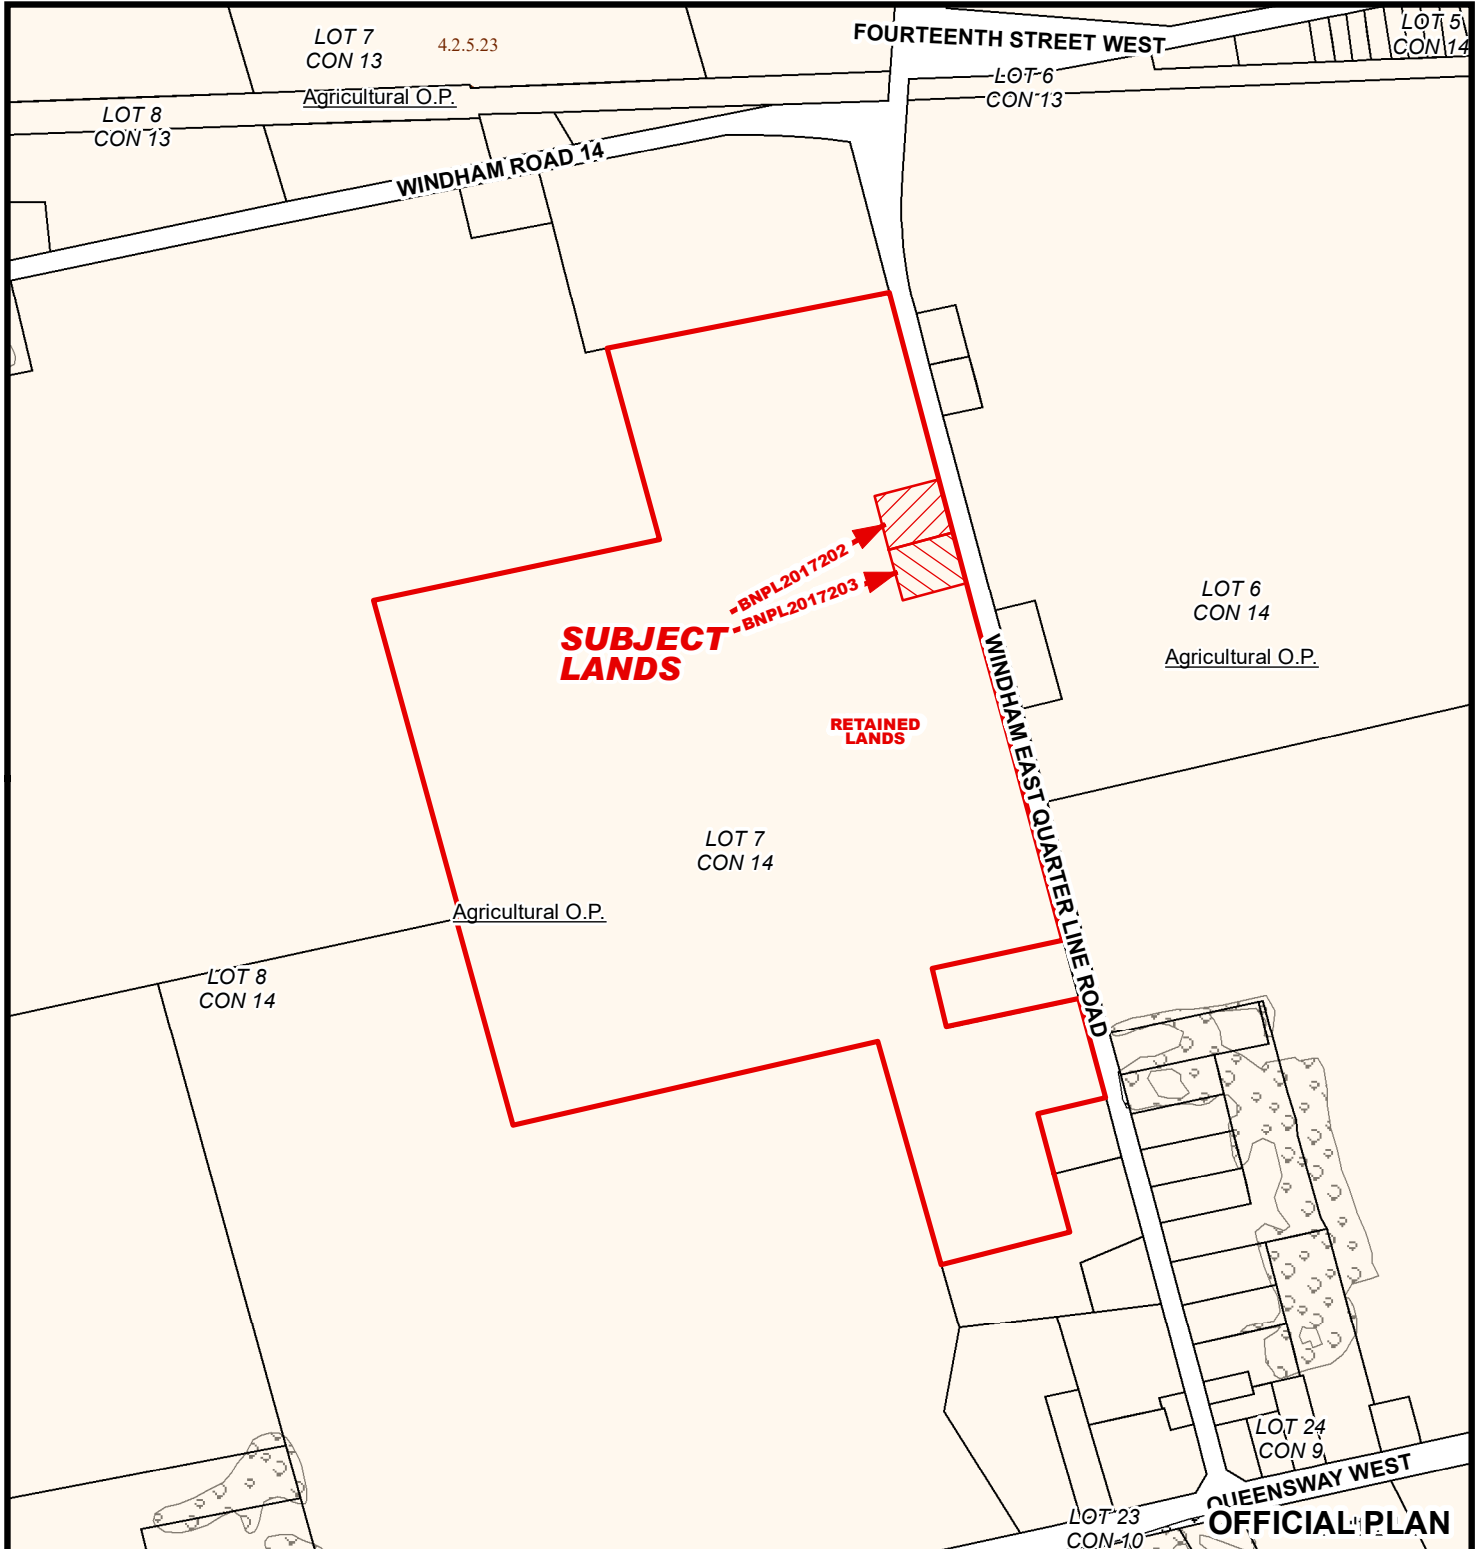 FOURTEENTH STREET WEST
LOT 5
CON 14
LOT 7
CON 13
4.2.5.23
LOT 6
CON 13
Agricultural O.P.
LOT 8
CON 13
WINDHAM ROAD 14
BNPL2017202
BNPL2017203
SUBJECT
LANDS
LOT 6
CON 14
Agricultural O.P.
RETAINED
LANDS
WINDHAM EAST QUARTER LINE ROAD
LOT 7
CON 14
Agricultural O.P.
LOT 8
CON 14
LOT 24
CON 9
QUEENSWAY WEST
LOT 23
CON 10
OFFICIAL PLAN